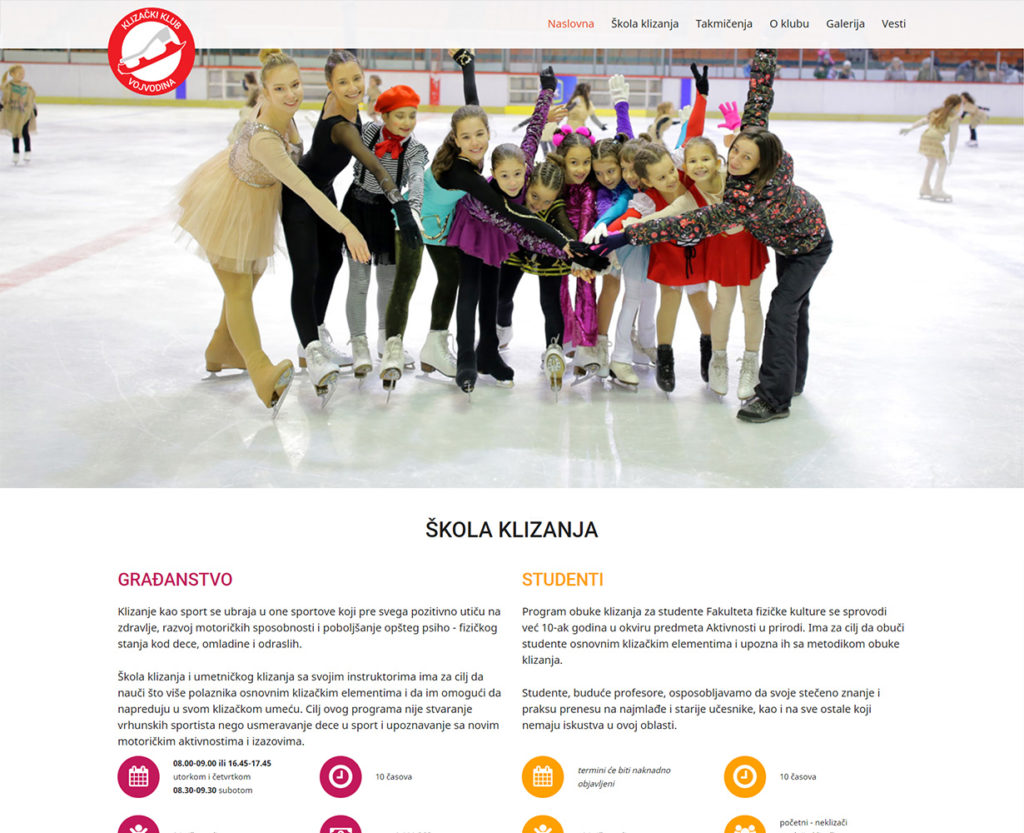 KLIZAČKI KLUB
VOJVODINA
Naslovna Škola klizanja Takmičenja O klubu Galerija Vesti
ŠKOLA KLIZANJA
GRAĐANSTVO
Klizanje kao sport se ubraja u one sportove koji pre svega pozitivno utiču na
zdravlje, razvoj motoričkih sposobnosti i poboljšanje opšteg psiho - fizičkog
stanja kod dece, omladine i odraslih.
Škola klizanja i umetničkog klizanja sa svojim instruktorima ima za cilj da
nauči što više polaznika osnovnim klizačkim elementima i da im omogući da
napreduju u svom klizačkom umeću. Cilj ovog programa nije stvaranje
vrhunskih sportista nego usmeravanje dece u sport i upoznavanje sa novim
motoričkim aktivnostima i izazovima.
08.00-09.00 ili 16.45-17.45
utorkom i četvrtkom
08.30-09.30 subotom
10 časova
STUDENTI
Program obuke klizanja za studente Fakulteta fizičke kulture se sprovodi
već 10-ak godina u okviru predmeta Aktivnosti u prirodi. Ima za cilj da obuči
studente osnovnim klizačkim elementima i upozna ih sa metodikom obuke
klizanja.
Studente, buduće profesore, osposobljavamo da svoje stečeno znanje i
praksu prenesu na najmlađe i starije učesnike, kao i na sve ostale koji
nemaju iskustva u ovoj oblasti.
termini će biti naknadno
objavljeni
10 časova
početni - neklizači